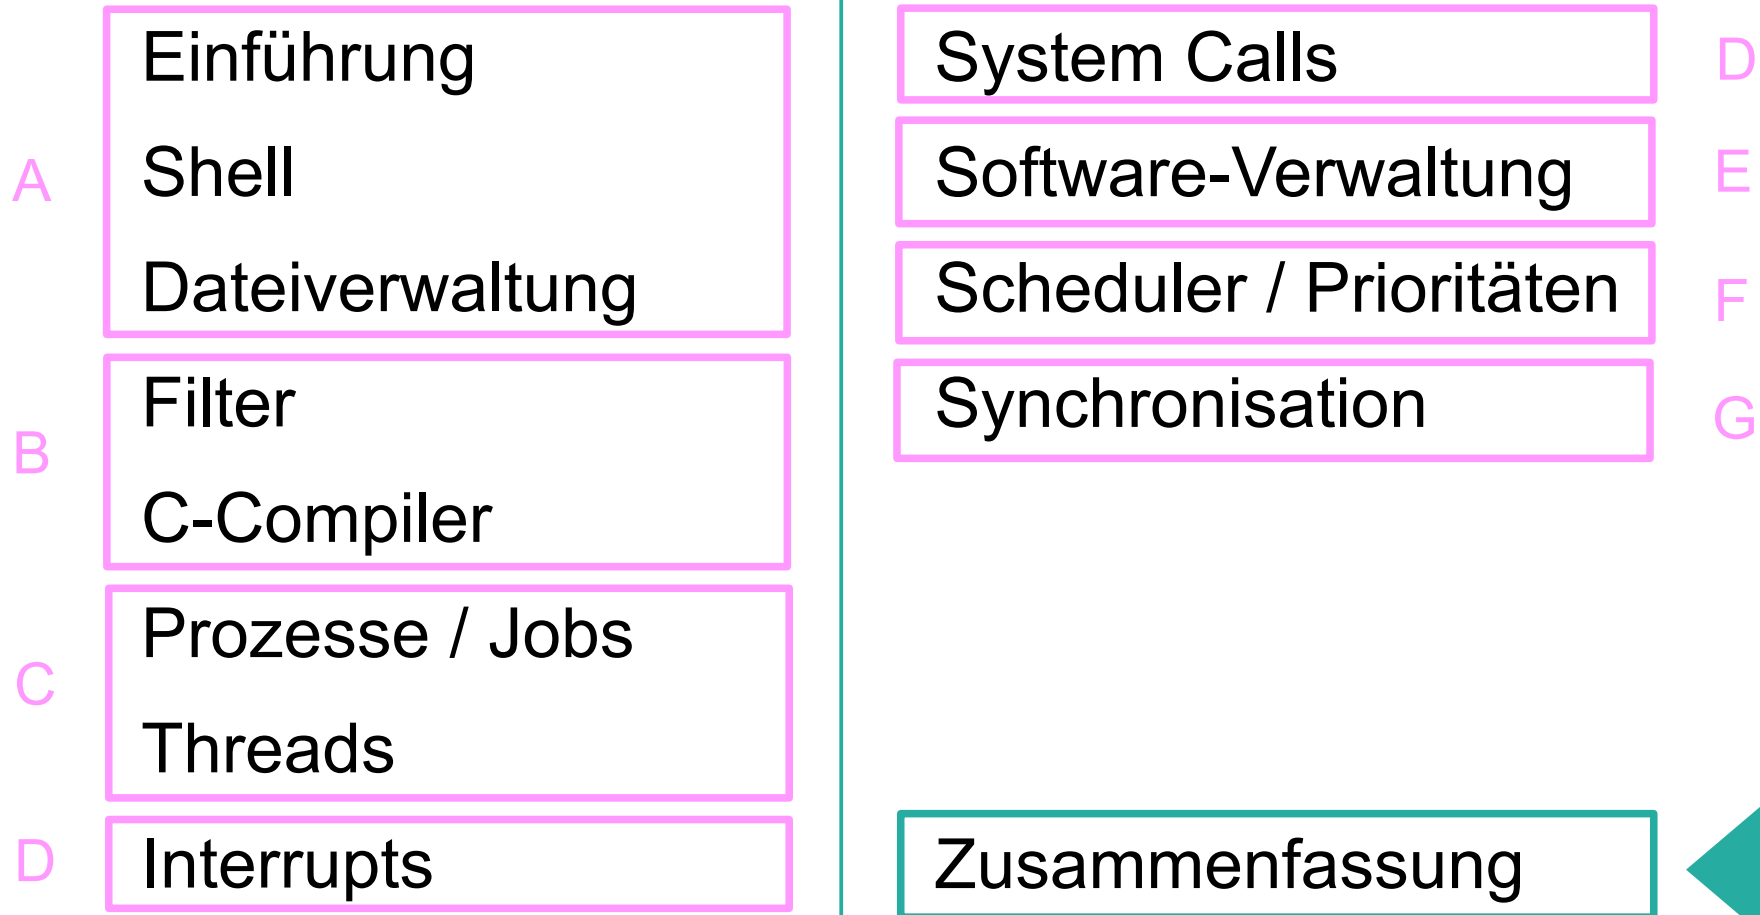 Einführung
A
Shell
Dateiverwaltung
Filter
B
C-Compiler
Prozesse / Jobs
C
Threads
D
Interrupts
System Calls
D
Software-Verwaltung
E
Scheduler / Prioritäten
F
Synchronisation
G
Zusammenfassung